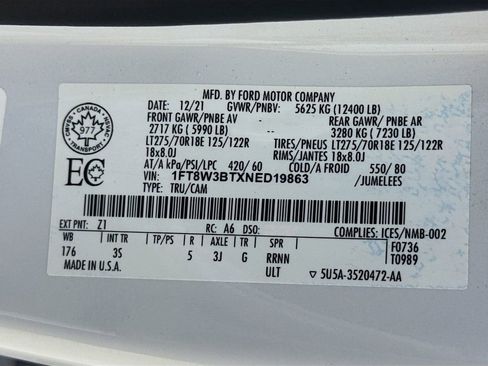 MFD. BY FORD MOTOR COMPANY
DATE: 12/21 GVWR/PNBV: 5625 KG (12400 LB)
FRONT GAWR/PNBE AV REAR GAWR/ PNBE AR
2717 KG ( 5990 LB) 3280 KG ( 7230 LB)
LT275/70R18E 125/122R TIRES/PNEUS LT275/70R18E 125/122R
18x8.0J RIMS/JANTES 18x8.0J
AT/A kPa/PSI/LPC 420/ 60 COLD/A FROID 550/ 80
VIN: 1FT8W3BTXNED19863 /JUMELEES
TYPE: TRU/CAM
CANADA
CMVSS NSVAC
977
TRANSPORT
EC
EXT PNT: Z1 RC: A6 DSO: COMPLIES: ICES/NMB-002
WB INT TR TP/PS R AXLE TR SPR F0736
176 3S 5 3J G RRNN T0989
MADE IN U.S.A. ULT ▽ 5U5A-3520472-AA